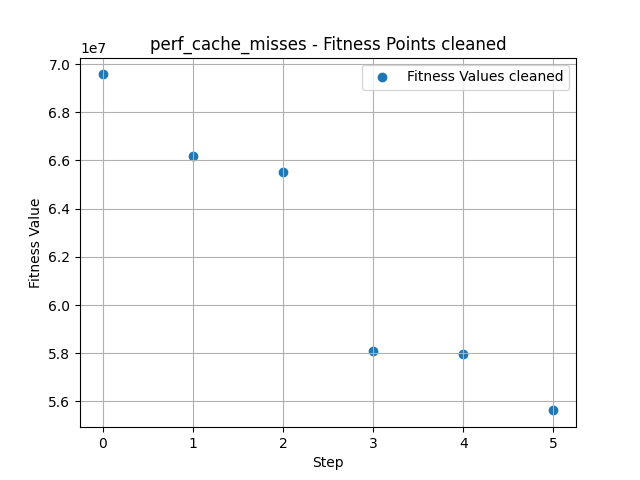 perf_cache_misses - Fitness Points cleaned
1e7
Fitness Values cleaned
7.0
6.8
6.6
6.4
6.2
6.0
5.8
5.6
Fitness Value
0 1 2 3 4 5
Step